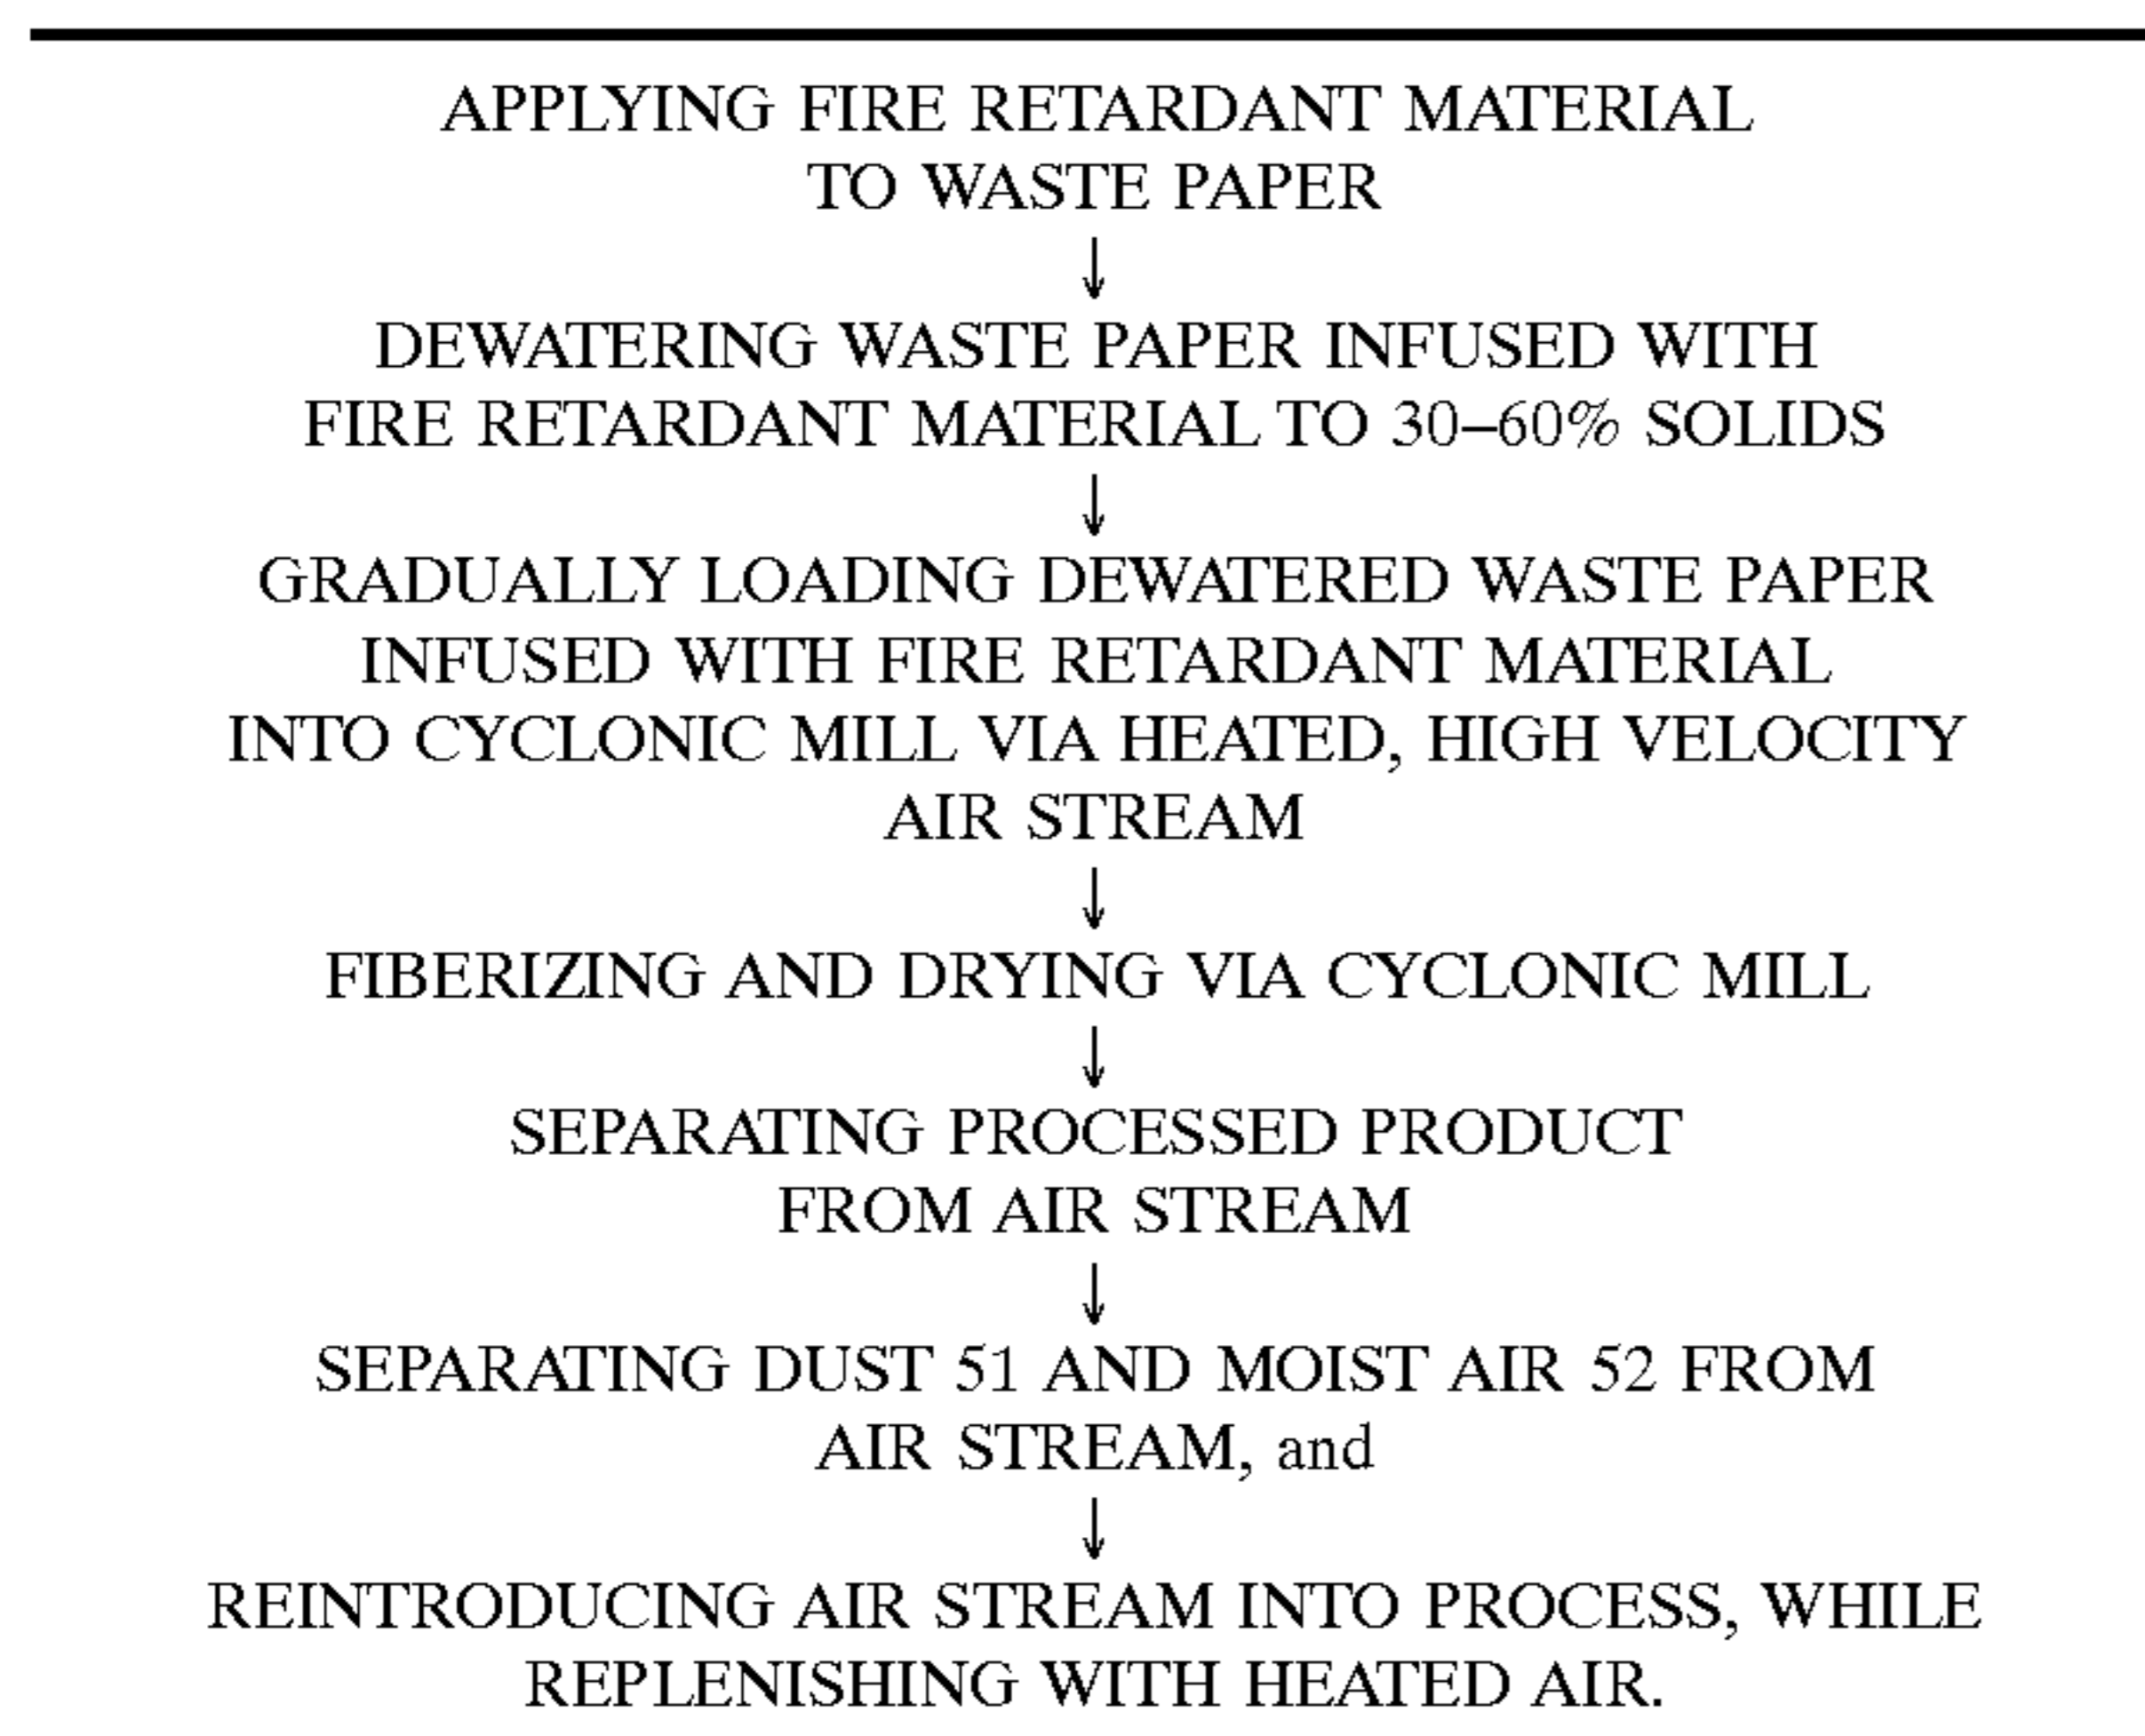 APPLYING FIRE RETARDANT MATERIAL
TO WASTE PAPER
↓
DEWATERING WASTE PAPER INFUSED WITH
FIRE RETARDANT MATERIAL TO 30–60% SOLIDS
↓
GRADUALLY LOADING DEWATERED WASTE PAPER
INFUSED WITH FIRE RETARDANT MATERIAL
INTO CYCLONIC MILL VIA HEATED, HIGH VELOCITY
AIR STREAM
↓
FIBERIZING AND DRYING VIA CYCLONIC MILL
↓
SEPARATING PROCESSED PRODUCT
FROM AIR STREAM
↓
SEPARATING DUST 51 AND MOIST AIR 52 FROM
AIR STREAM, and
↓
REINTRODUCING AIR STREAM INTO PROCESS, WHILE
REPLENISHING WITH HEATED AIR.